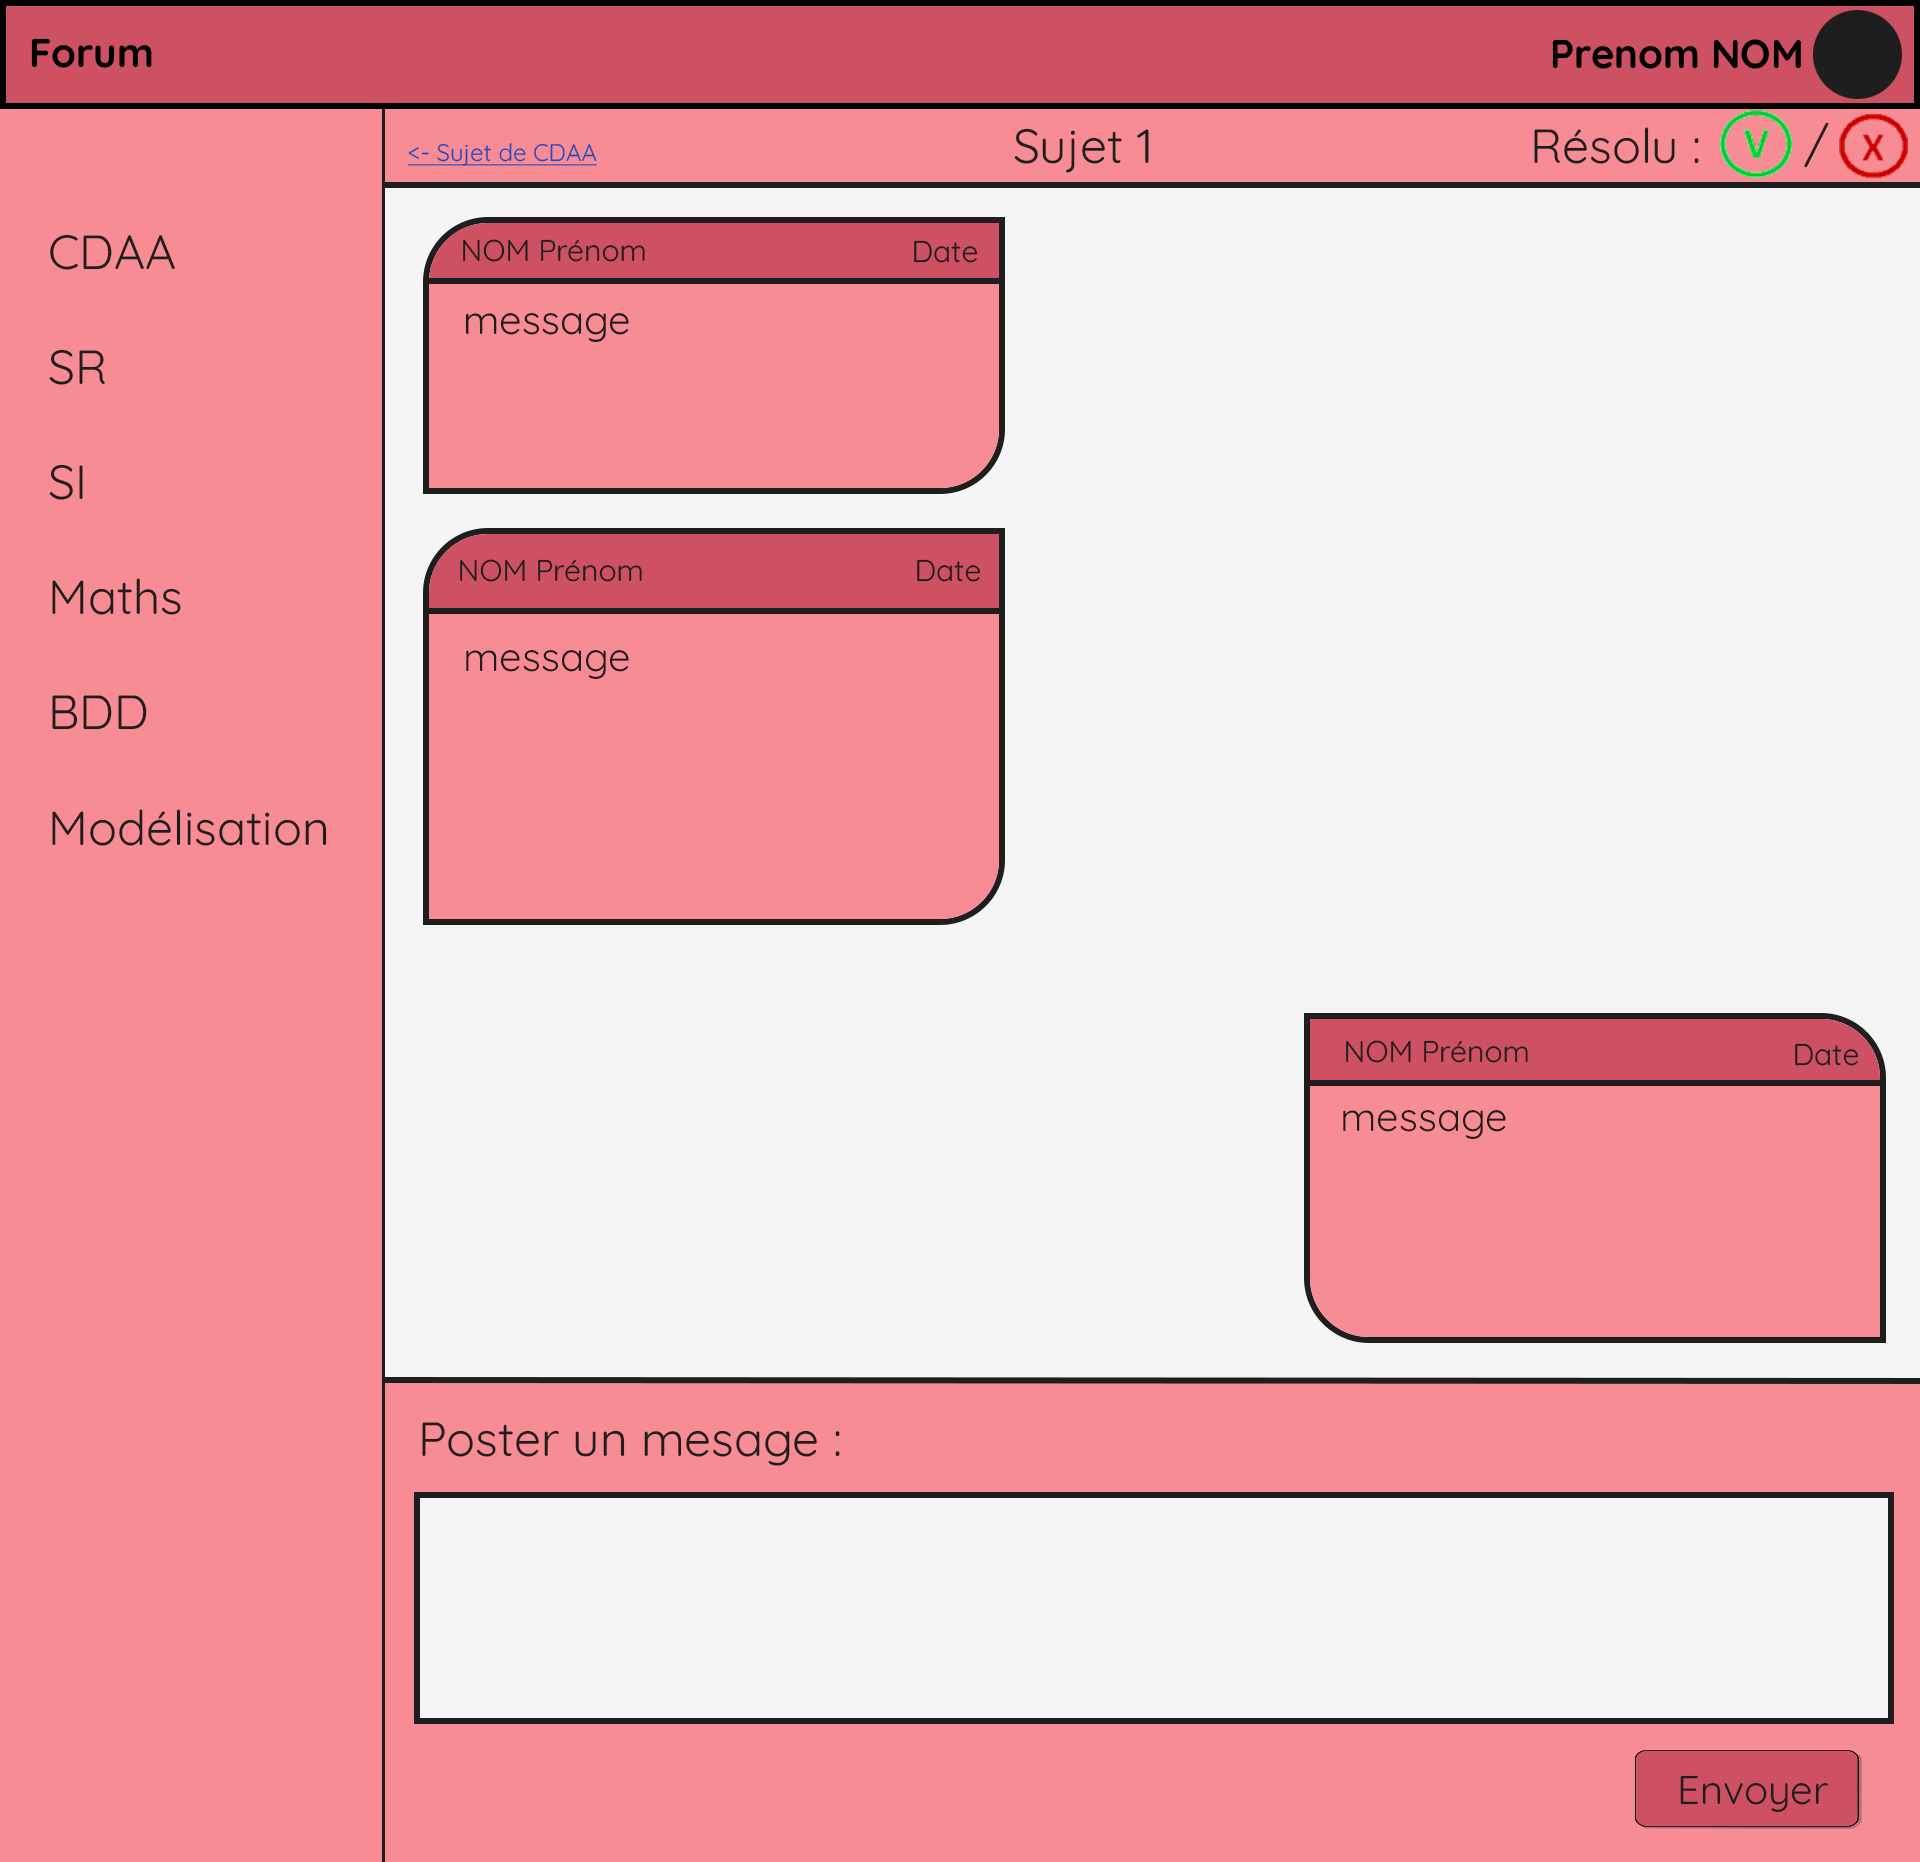 Forum
Prenom NOM
<- Sujet de CDAA
Sujet 1
Résolu : V / X
CDAA
SR
SI
Maths
BDD
Modélisation
NOM Prénom
Date
message
NOM Prénom
Date
message
NOM Prénom
Date
message
Poster un mesage :
Envoyer